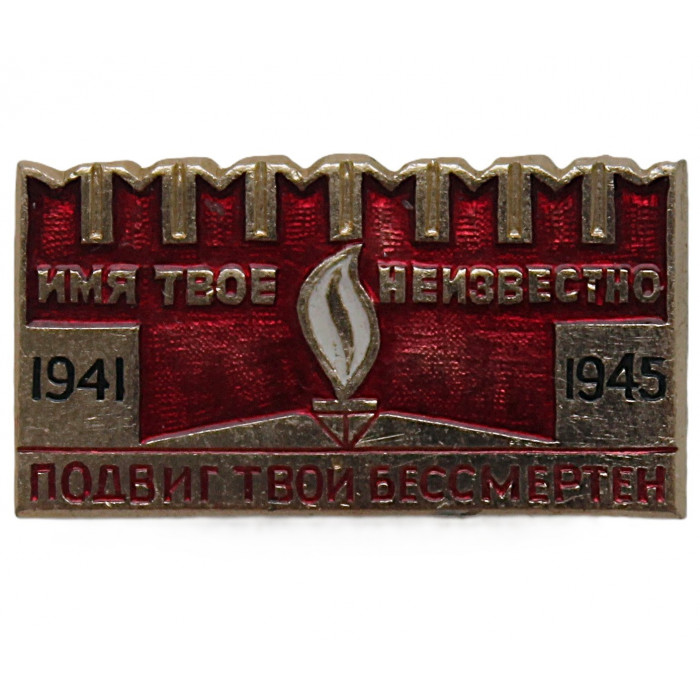 ИМЯ ТВОЕ НЕИЗВЕСТНО
1941 1945
ПОДВИГ ТВОЙ БЕССМЕРТЕН